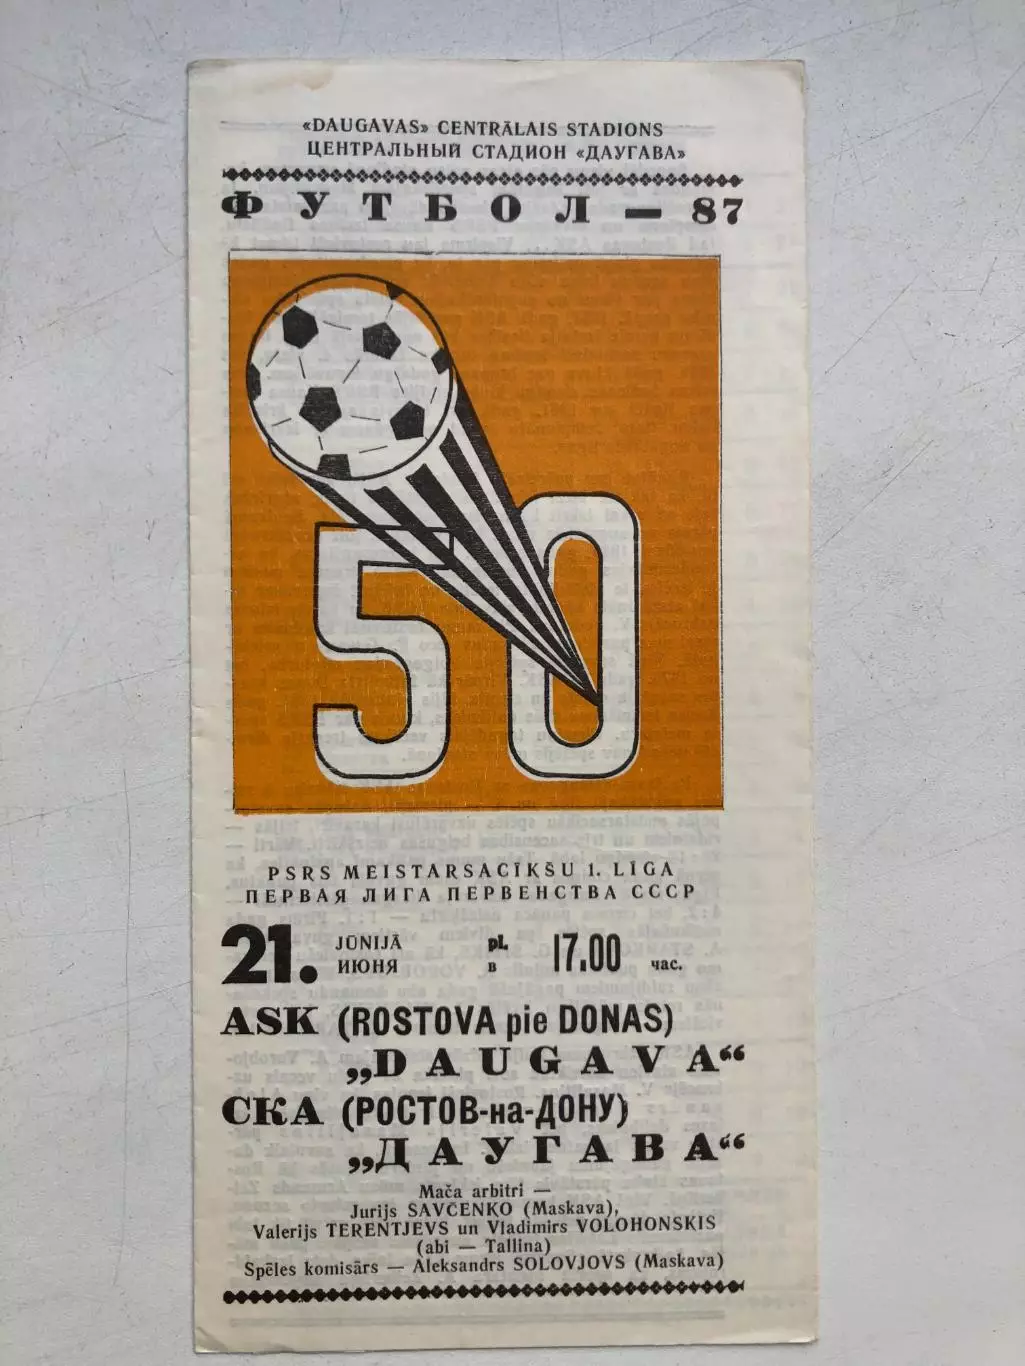 «DAUGAVAS» CENTRĀLAIS STADIONS
ЦЕНТРАЛЬНЫЙ СТАДИОН «ДАУГАВА»
ФУТБОЛ — 87
50
PSRS MEISTARSACĪKŠU 1. LĪGA
ПЕРВАЯ ЛИГА ПЕРВЕНСТВА СССР
21. JŪNIJĀ pl. 17.00
ИЮНЯ в час.
ASK (ROSTOVA pie DONAS)
„DAUGAVA“
СКА (РОСТОВ-на-ДОНУ)
„ДАУГАВА“
Mača arbitri —
Jurijs SAVČENKO (Maskava),
Valerijs TERENTJEVS un Vladimirs VOLOHONSKIS
(abi — Tallina)
Spēles komisārs — Aleksandrs SOLOVJOVS (Maskava)